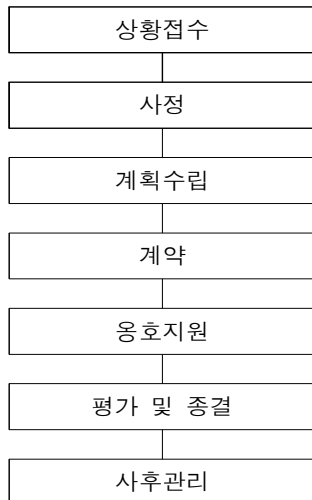 상황접수
사정
계획수립
계약
옹호지원
평가 및 종결
사후관리